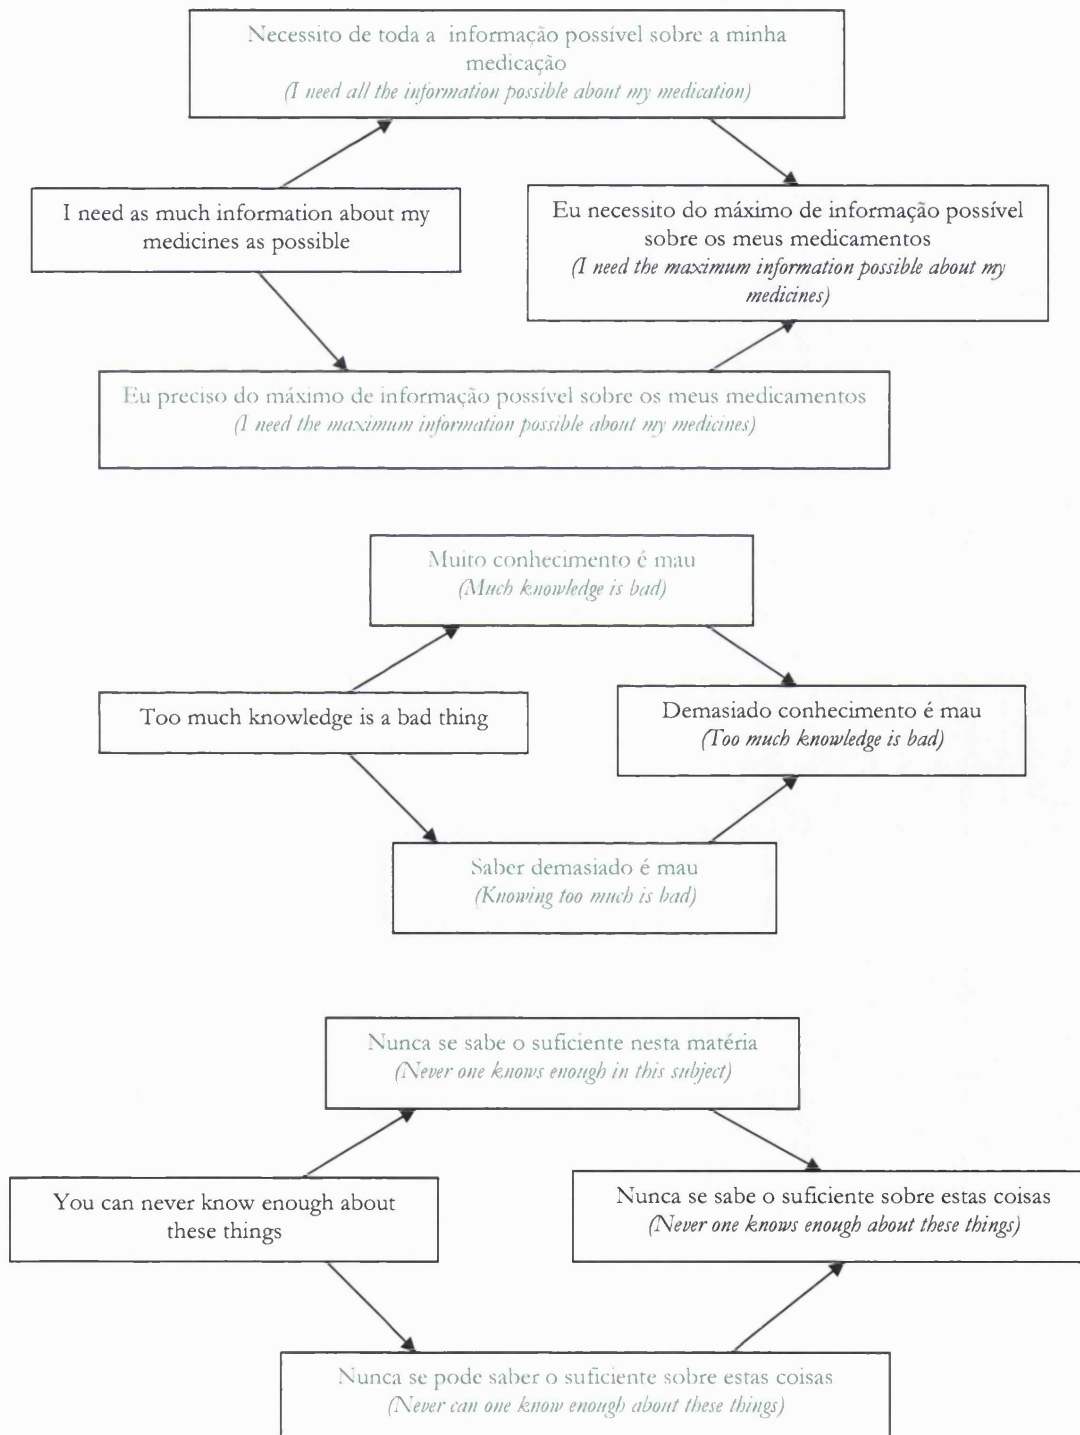 Necessito de toda a informação possível sobre a minha
medicação
(I need all the information possible about my medication)
I need as much information about my
medicines as possible
Eu necessito do máximo de informação possível
sobre os meus medicamentos
(I need the maximum information possible about my
medicines)
Eu preciso do máximo de informação possível sobre os meus medicamentos
(I need the maximum information possible about my medicines)
Muito conhecimento é mau
(Much knowledge is bad)
Too much knowledge is a bad thing
Demasiado conhecimento é mau
(Too much knowledge is bad)
Saber demasiado é mau
(Knowing too much is bad)
Nunca se sabe o suficiente nesta matéria
(Never one knows enough in this subject)
You can never know enough about
these things
Nunca se sabe o suficiente sobre estas coisas
(Never one knows enough about these things)
Nunca se pode saber o suficiente sobre estas coisas
(Never can one know enough about these things)